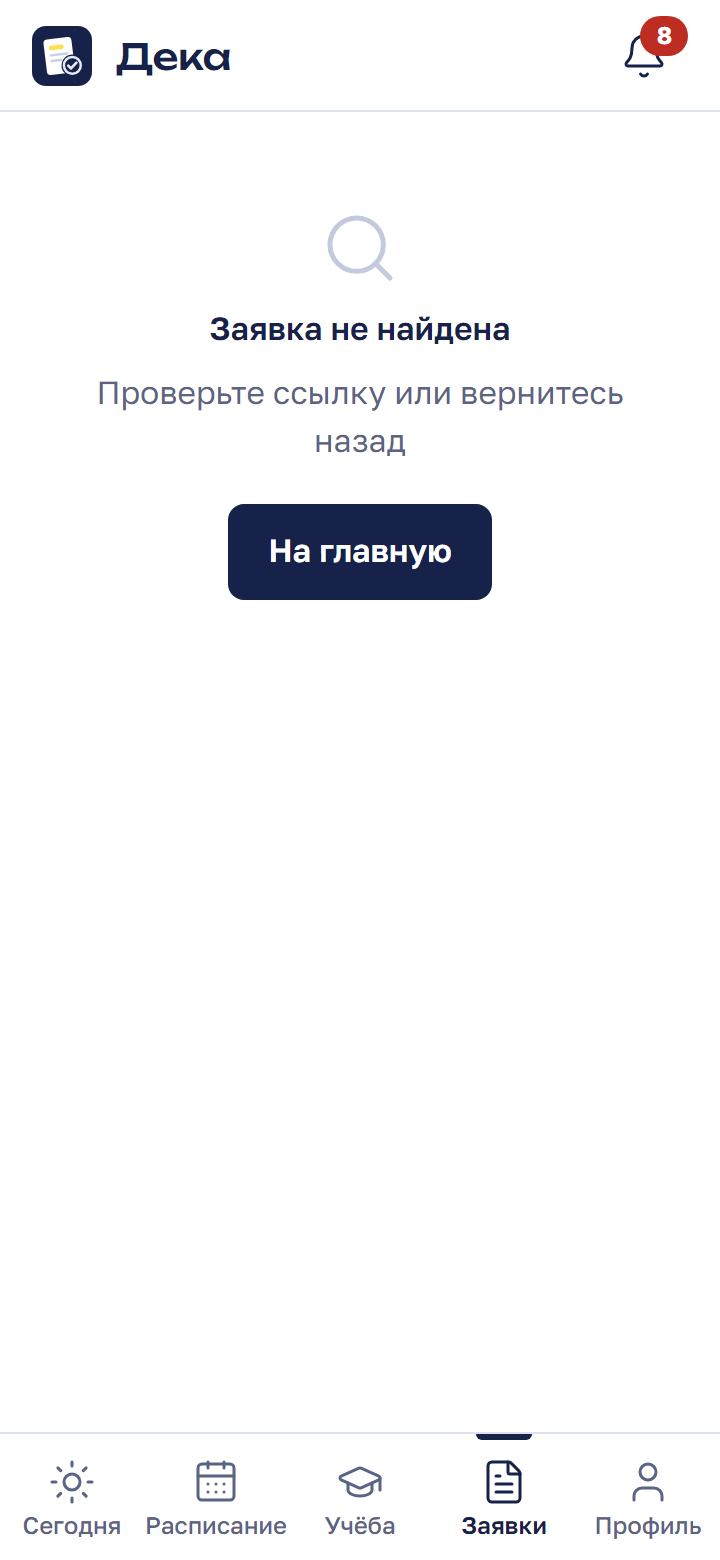 Дека
8
Заявка не найдена
Проверьте ссылку или вернитесь
назад
На главную
Сегодня
Расписание
Учёба
Заявки
Профиль